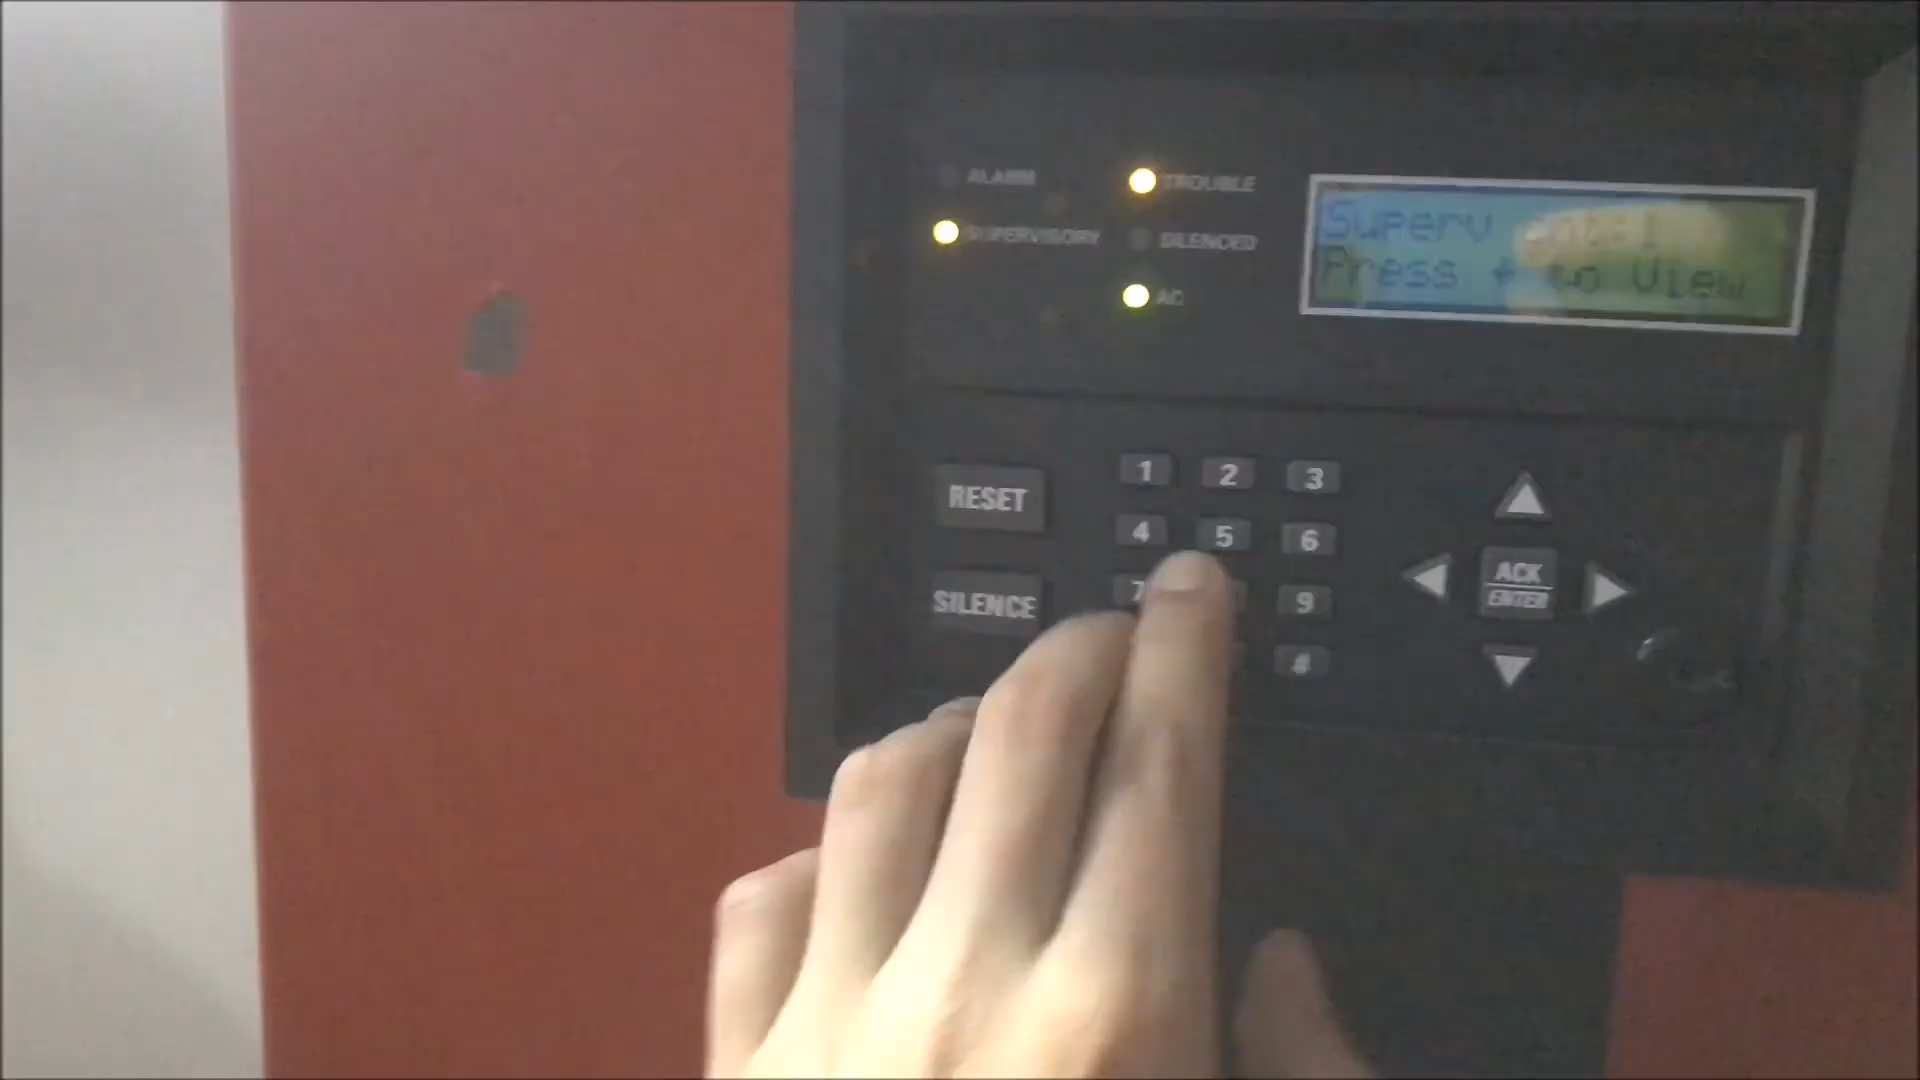 ALARM
TROUBLE
SUPERVISORY
SILENCED
AC
Superv
Press to View
RESET
SILENCE
1 2 3
4 5 6
7 9
#
ACK
ENTER